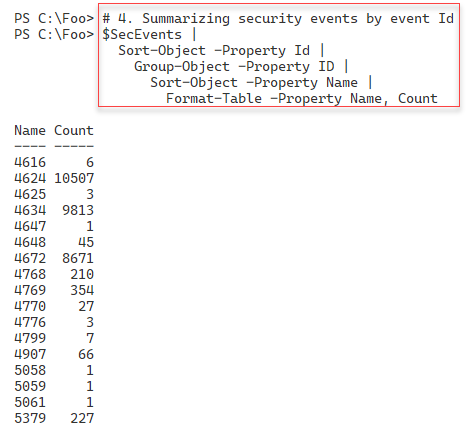 PS C:\Foo> # 4. Summarizing security events by event Id
PS C:\Foo> $SecEvents |
Sort-Object -Property Id |
Group-Object -Property ID |
Sort-Object -Property Name |
Format-Table -Property Name, Count
Name Count
---- -----
4616 6
4624 10507
4625 3
4634 9813
4647 1
4648 45
4672 8671
4768 210
4769 354
4770 27
4776 3
4799 7
4907 66
5058 1
5059 1
5061 1
5379 227